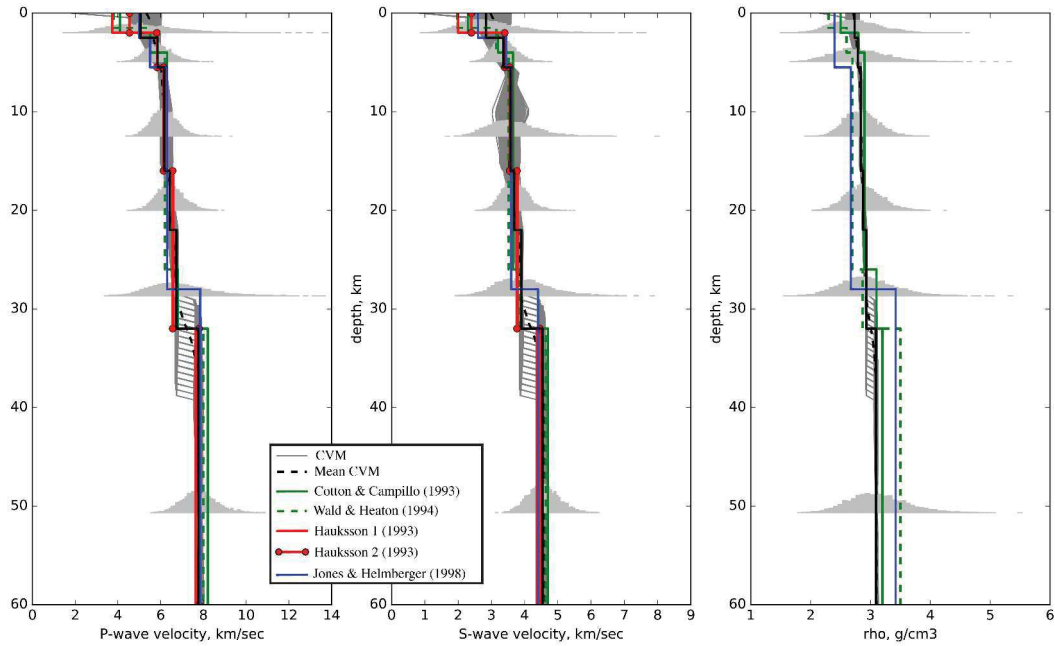 0
10
20
30
40
50
60
0 2 4 6 8 10 12 14
P-wave velocity, km/sec
depth, km
0
10
20
30
40
50
60
0 1 2 3 4 5 6 7 8 9
S-wave velocity, km/sec
depth, km
0
10
20
30
40
50
60
1 2 3 4 5 6
rho, g/cm3
CVM
Mean CVM
Cotton & Campillo (1993)
Wald & Heaton (1994)
Hauksson 1 (1993)
Hauksson 2 (1993)
Jones & Helmberger (1998)